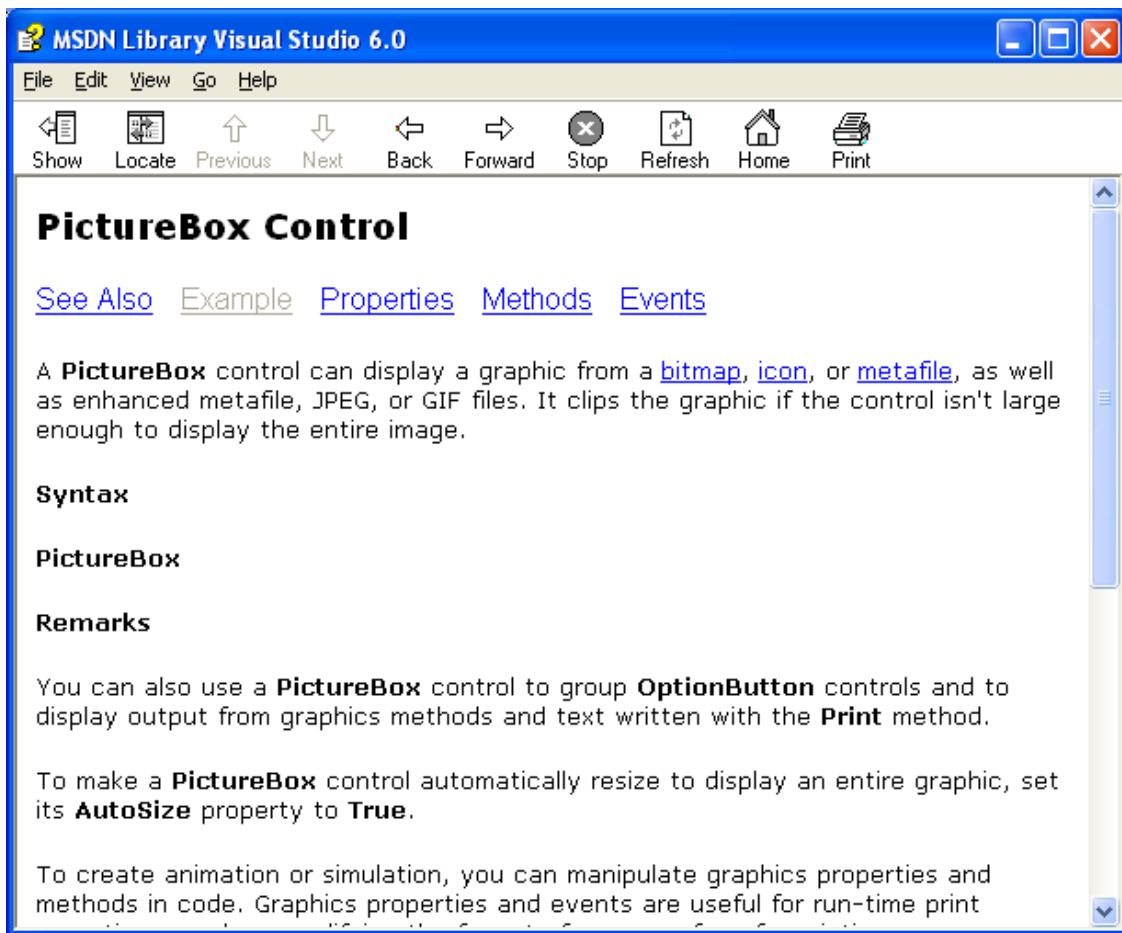 MSDN Library Visual Studio 6.0
File Edit View Go Help
Show Locate Previous Next Back Forward Stop Refresh Home Print
PictureBox Control
See Also Example Properties Methods Events
A PictureBox control can display a graphic from a bitmap, icon, or metafile, as well
as enhanced metafile, JPEG, or GIF files. It clips the graphic if the control isn't large
enough to display the entire image.
Syntax
PictureBox
Remarks
You can also use a PictureBox control to group OptionButton controls and to
display output from graphics methods and text written with the Print method.
To make a PictureBox control automatically resize to display an entire graphic, set
its AutoSize property to True.
To create animation or simulation, you can manipulate graphics properties and
methods in code. Graphics properties and events are useful for run-time print